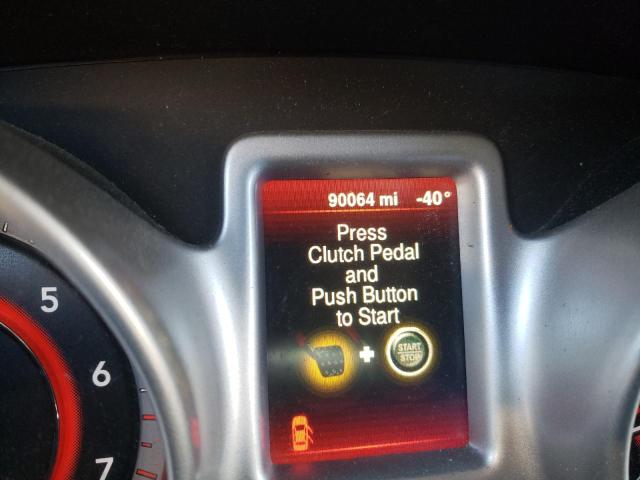 90064 mi -40°
Press
Clutch Pedal
and
Push Button
to Start
+ START
STOP
5
6
7